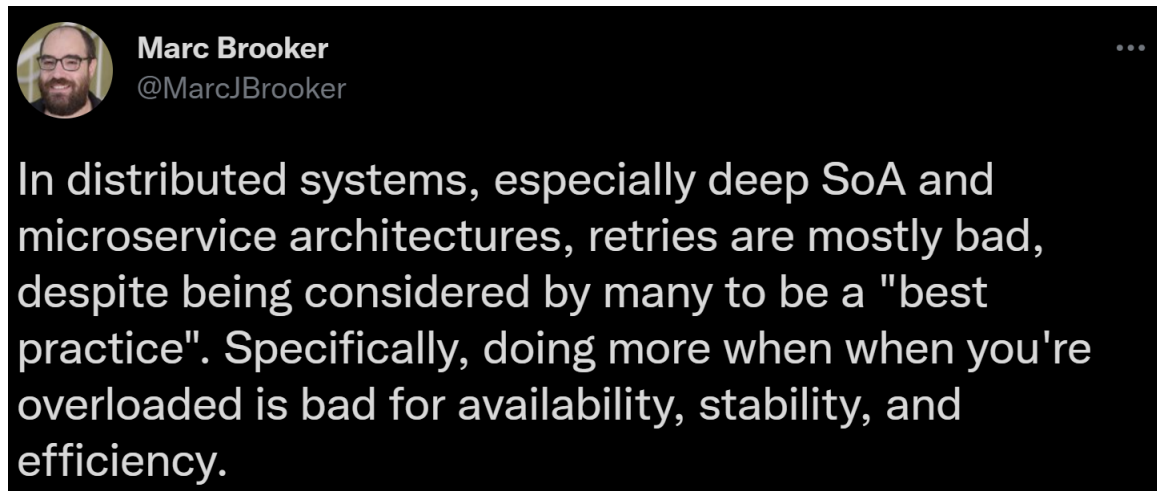 Marc Brooker
@MarcJBrooker
In distributed systems, especially deep SoA and
microservice architectures, retries are mostly bad,
despite being considered by many to be a "best
practice". Specifically, doing more when when you're
overloaded is bad for availability, stability, and
efficiency.